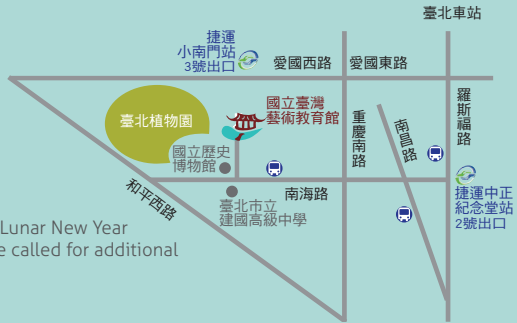 臺北車站
捷運
小南門站
3號出口
愛國西路
愛國東路
國立臺灣
藝術教育館
臺北植物園
重慶南路
南昌路
羅斯福路
國立歷史
博物館
和平西路
南海路
臺北市立
建國高級中學
捷運中正
紀念堂站
2號出口
Lunar New Year
e called for additional